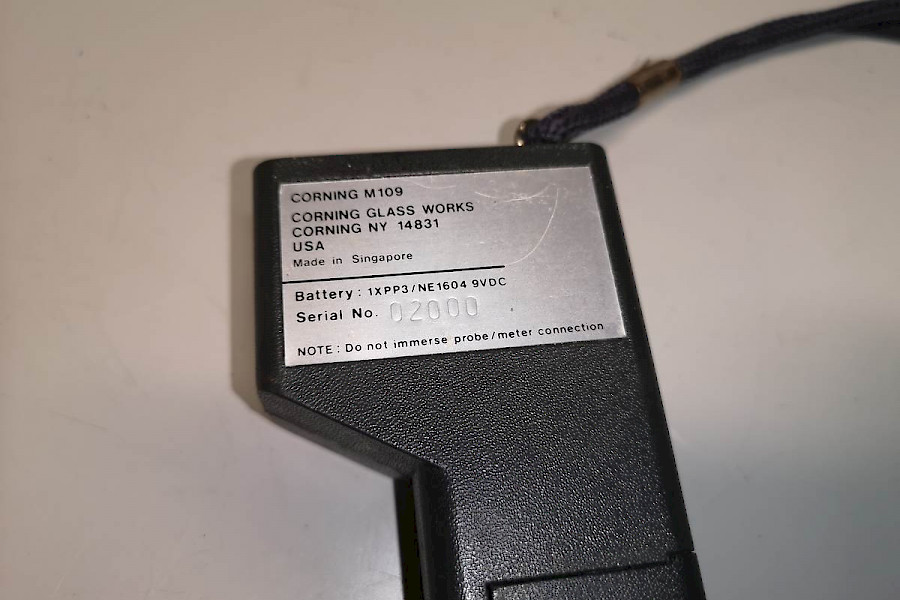 CORNING M109
CORNING GLASS WORKS
CORNING NY 14831
USA
Made in Singapore
Battery: 1XPP3/NE1604 9VDC
Serial No. 02000
NOTE: Do not immerse probe/meter connection